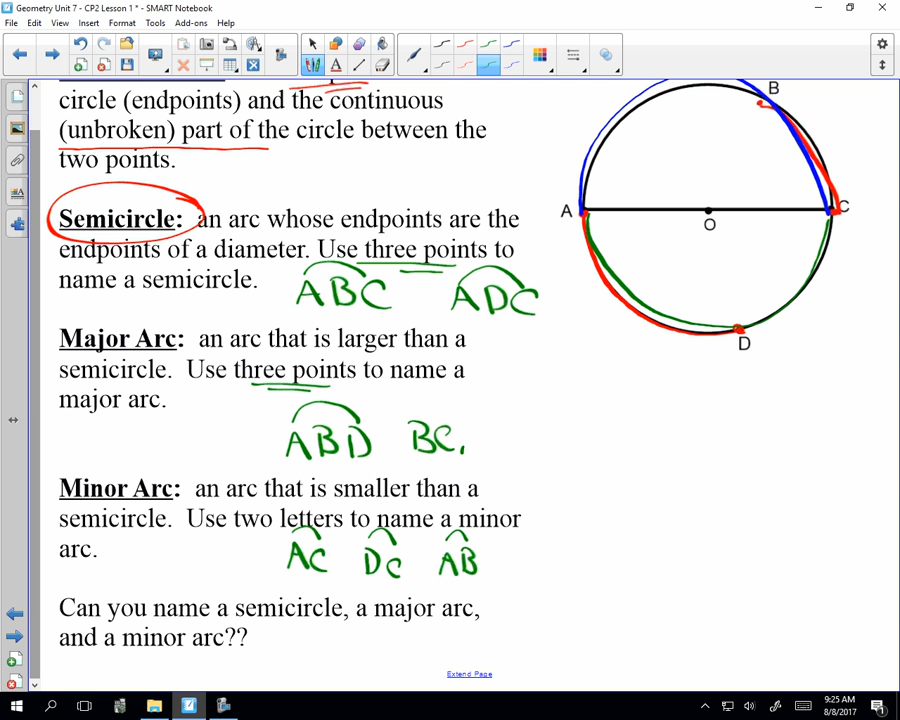 Geometry Unit 7 - CP2 Lesson 1 * - SMART Notebook
File Edit View Insert Format Tools Add-ons Help
circle (endpoints) and the continuous
(unbroken) part of the circle between the
two points.
Semicircle: an arc whose endpoints are the
endpoints of a diameter. Use three points to
name a semicircle.
ABC ADC
Major Arc: an arc that is larger than a
semicircle. Use three points to name a
major arc.
ABD BC
Minor Arc: an arc that is smaller than a
semicircle. Use two letters to name a minor
arc.
AC DC AB
Can you name a semicircle, a major arc,
and a minor arc??
B
A
C
O
D
Extend Page
9:25 AM
8/8/2017